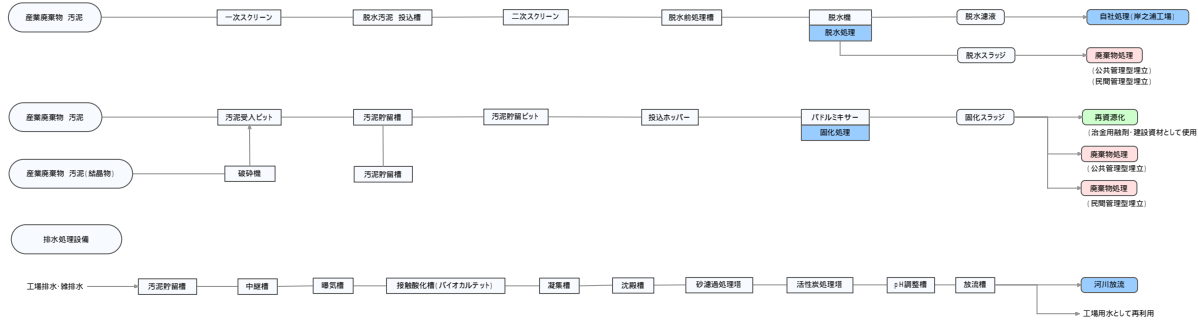 産業廃棄物 汚泥
一次スクリーン
脱水汚泥 投込槽
二次スクリーン
脱水前処理槽
脱水機
脱水処理
脱水濾液
自社処理(岸之浦工場)
脱水スラッジ
廃棄物処理
(公共管理型埋立)
(民間管理型埋立)
産業廃棄物 汚泥
汚泥受入ピット
汚泥貯留槽
汚泥貯留ピット
投込ホッパー
パドルミキサー
固化処理
固化スラッジ
再資源化
(冶金用融剤・建設資材として使用
産業廃棄物 汚泥(結晶物)
破砕機
汚泥貯留槽
廃棄物処理
(公共管理型埋立)
廃棄物処理
(民間管理型埋立)
排水処理設備
工場排水・雑排水
汚泥貯留槽
中継槽
曝気槽
接触酸化槽(バイオカルテット)
凝集槽
沈殿槽
砂濾過処理塔
活性炭処理塔
pH調整槽
放流槽
河川放流
工場用水として再利用